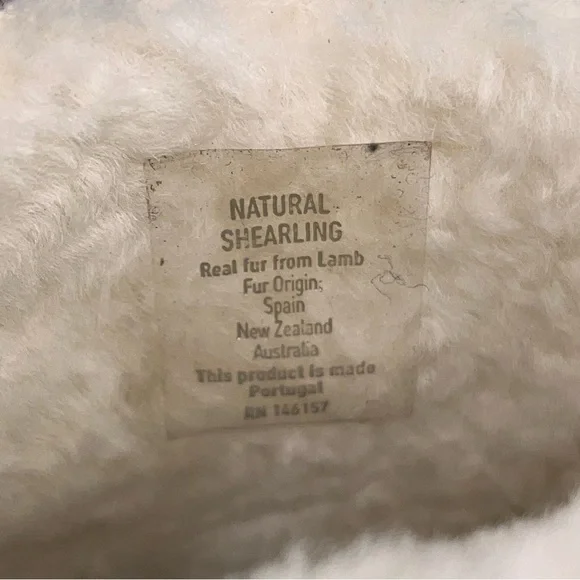 NATURAL
SHEARLING
Real fur from Lamb
Fur Origin;
Spain
New Zealand
Australia
This product is made
Portugal
RN 146157